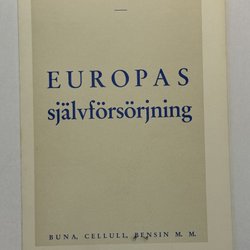 EUROPAS
självförsörjning
BUNA, CELLULL, BENSIN M. M.